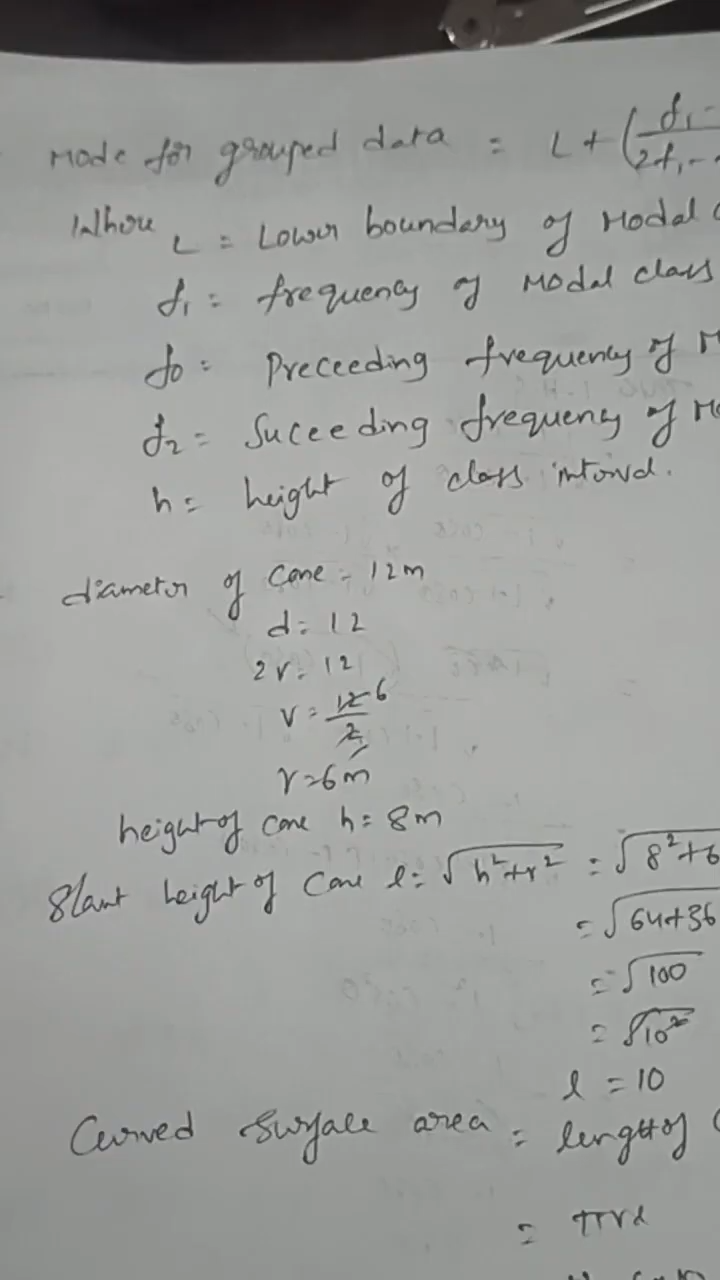 Mode for grouped data = L + (f1 - / 2f1 - -
Where L = Lower boundary of Modal c
f1 = frequency of Modal class
f0 = Preceeding frequency of M
f2 = Suceeding frequency of Mo
h = height of class
diameter of Cone = 12m
d = 12
2r = 12
r = 12/2 6
r = 6m
height of cone h = 8m
Slant height of Cone l = √h²+r² = √8²+6
= √64+36
= √100
= √10²
l = 10
Curved Surface area = length of
= πrl